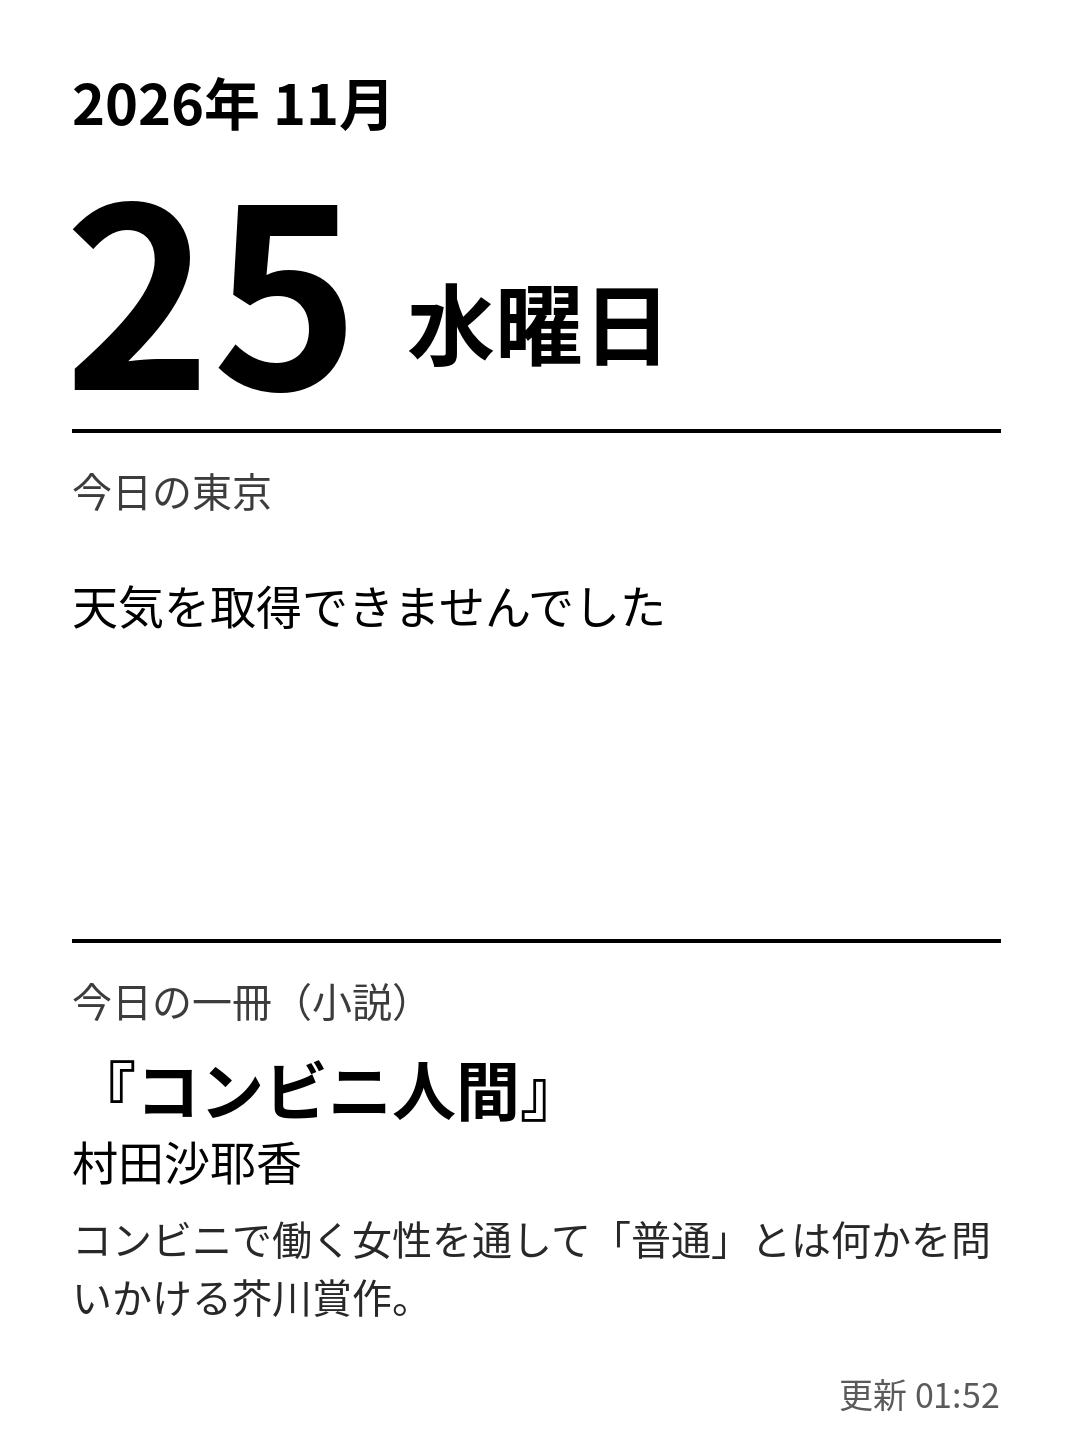 2026年 11月
25 水曜日
今日の東京
天気を取得できませんでした
今日の一冊（小説）
『コンビニ人間』
村田沙耶香
コンビニで働く女性を通して「普通」とは何かを問
いかける芥川賞作。
更新 01:52